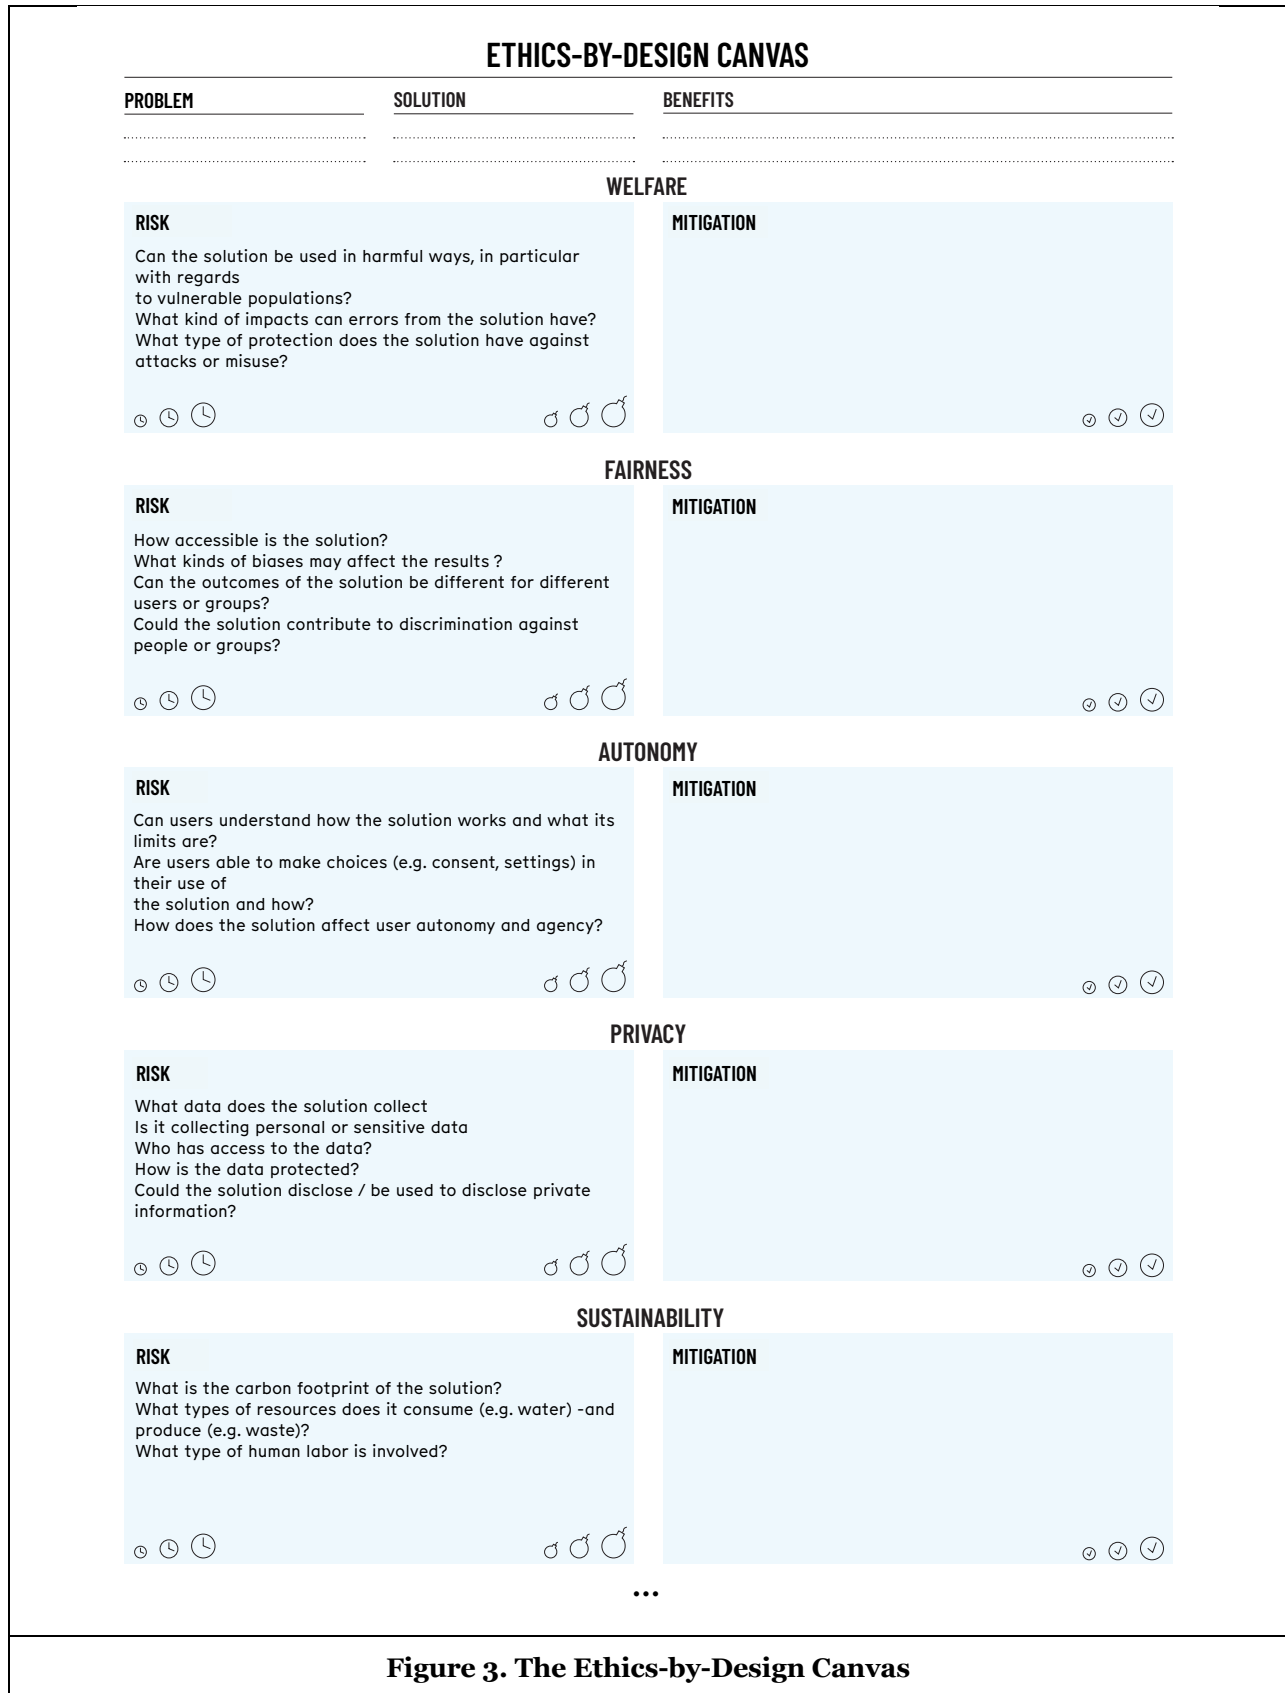 ETHICS-BY-DESIGN CANVAS
PROBLEM
SOLUTION
BENEFITS
WELFARE
RISK
Can the solution be used in harmful ways, in particular
with regards
to vulnerable populations?
What kind of impacts can errors from the solution have?
What type of protection does the solution have against
attacks or misuse?
MITIGATION
FAIRNESS
RISK
How accessible is the solution?
What kinds of biases may affect the results ?
Can the outcomes of the solution be different for different
users or groups?
Could the solution contribute to discrimination against
people or groups?
MITIGATION
AUTONOMY
RISK
Can users understand how the solution works and what its
limits are?
Are users able to make choices (e.g. consent, settings) in
their use of
the solution and how?
How does the solution affect user autonomy and agency?
MITIGATION
PRIVACY
RISK
What data does the solution collect
Is it collecting personal or sensitive data
Who has access to the data?
How is the data protected?
Could the solution disclose / be used to disclose private
information?
MITIGATION
SUSTAINABILITY
RISK
What is the carbon footprint of the solution?
What types of resources does it consume (e.g. water) -and
produce (e.g. waste)?
What type of human labor is involved?
MITIGATION
...
Figure 3. The Ethics-by-Design Canvas